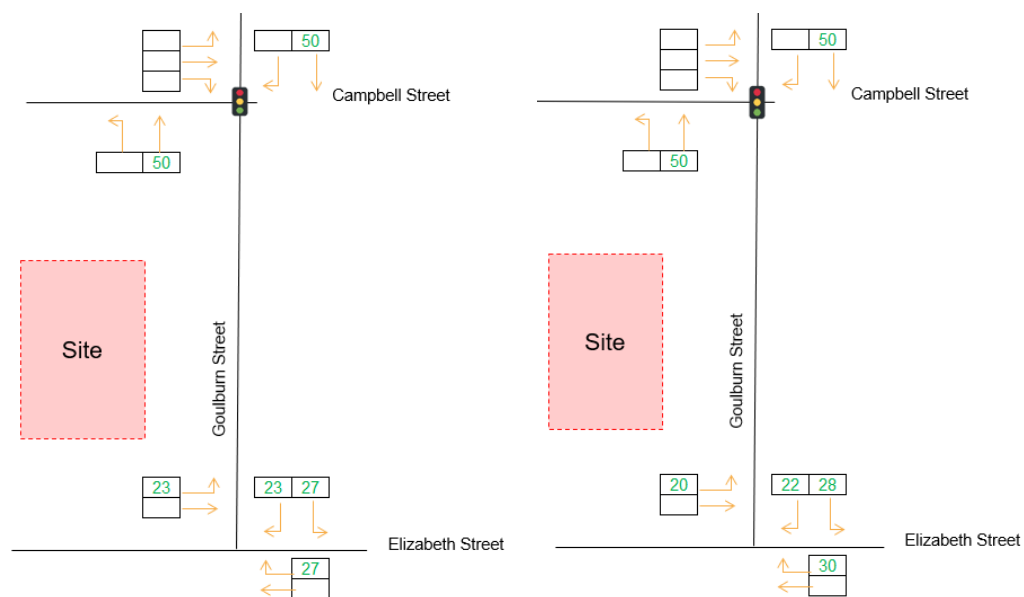 50
50
Campbell Street
Campbell Street
50
50
Site
Goulburn Street
Site
Goulburn Street
23
23 27
20
22 28
Elizabeth Street
Elizabeth Street
27
30